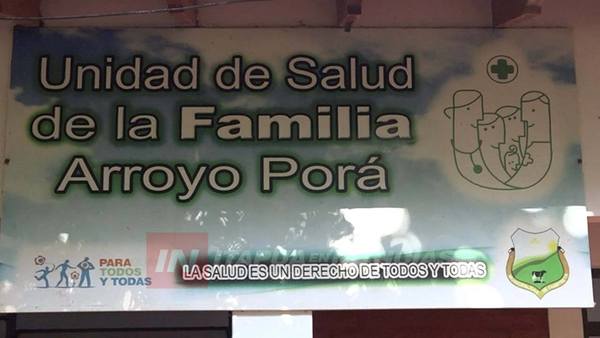 Unidad de Salud
de la Familia
Arroyo Porá
PARA
TODOS
Y TODAS
IN
LA SALUD ES UN DERECHO DE TODOS Y TODAS